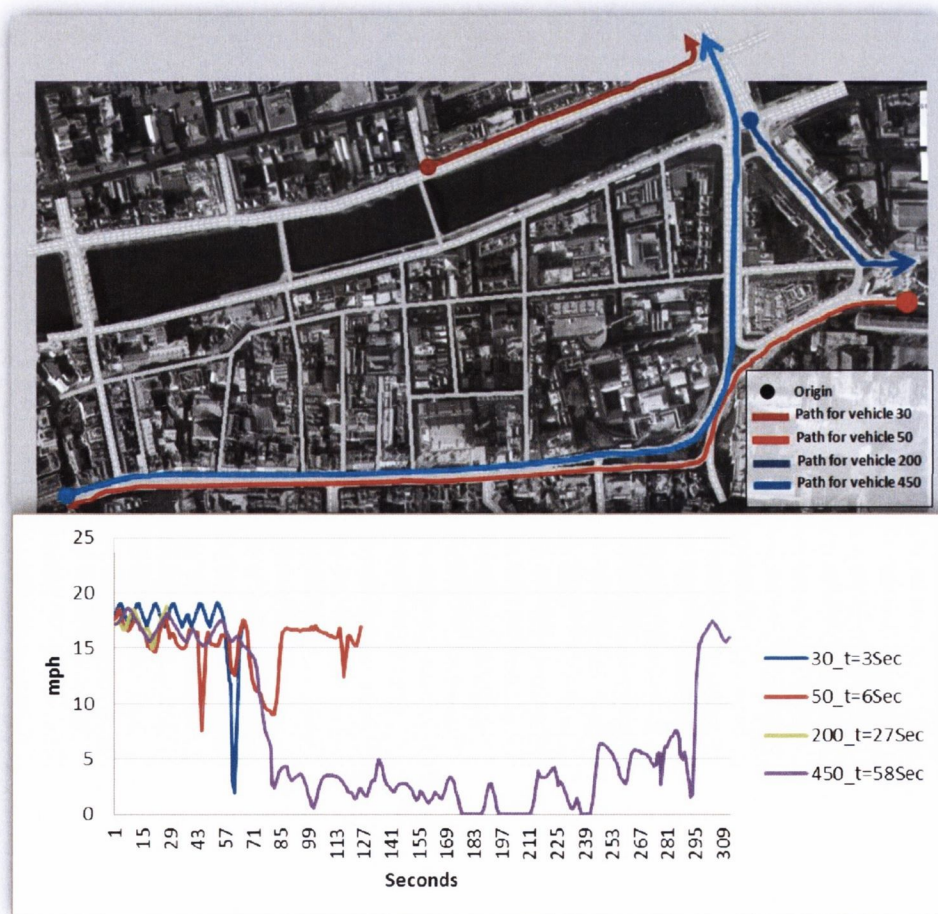 Origin
Path for vehicle 30
Path for vehicle 50
Path for vehicle 200
Path for vehicle 450
25
20
15
10
5
0
mph
1 15 29 43 57 71 85 99 113 127 141 155 169 183 197 211 225 239 253 267 281 295 309
Seconds
30_t=3Sec
50_t=6Sec
200_t=27Sec
450_t=58Sec